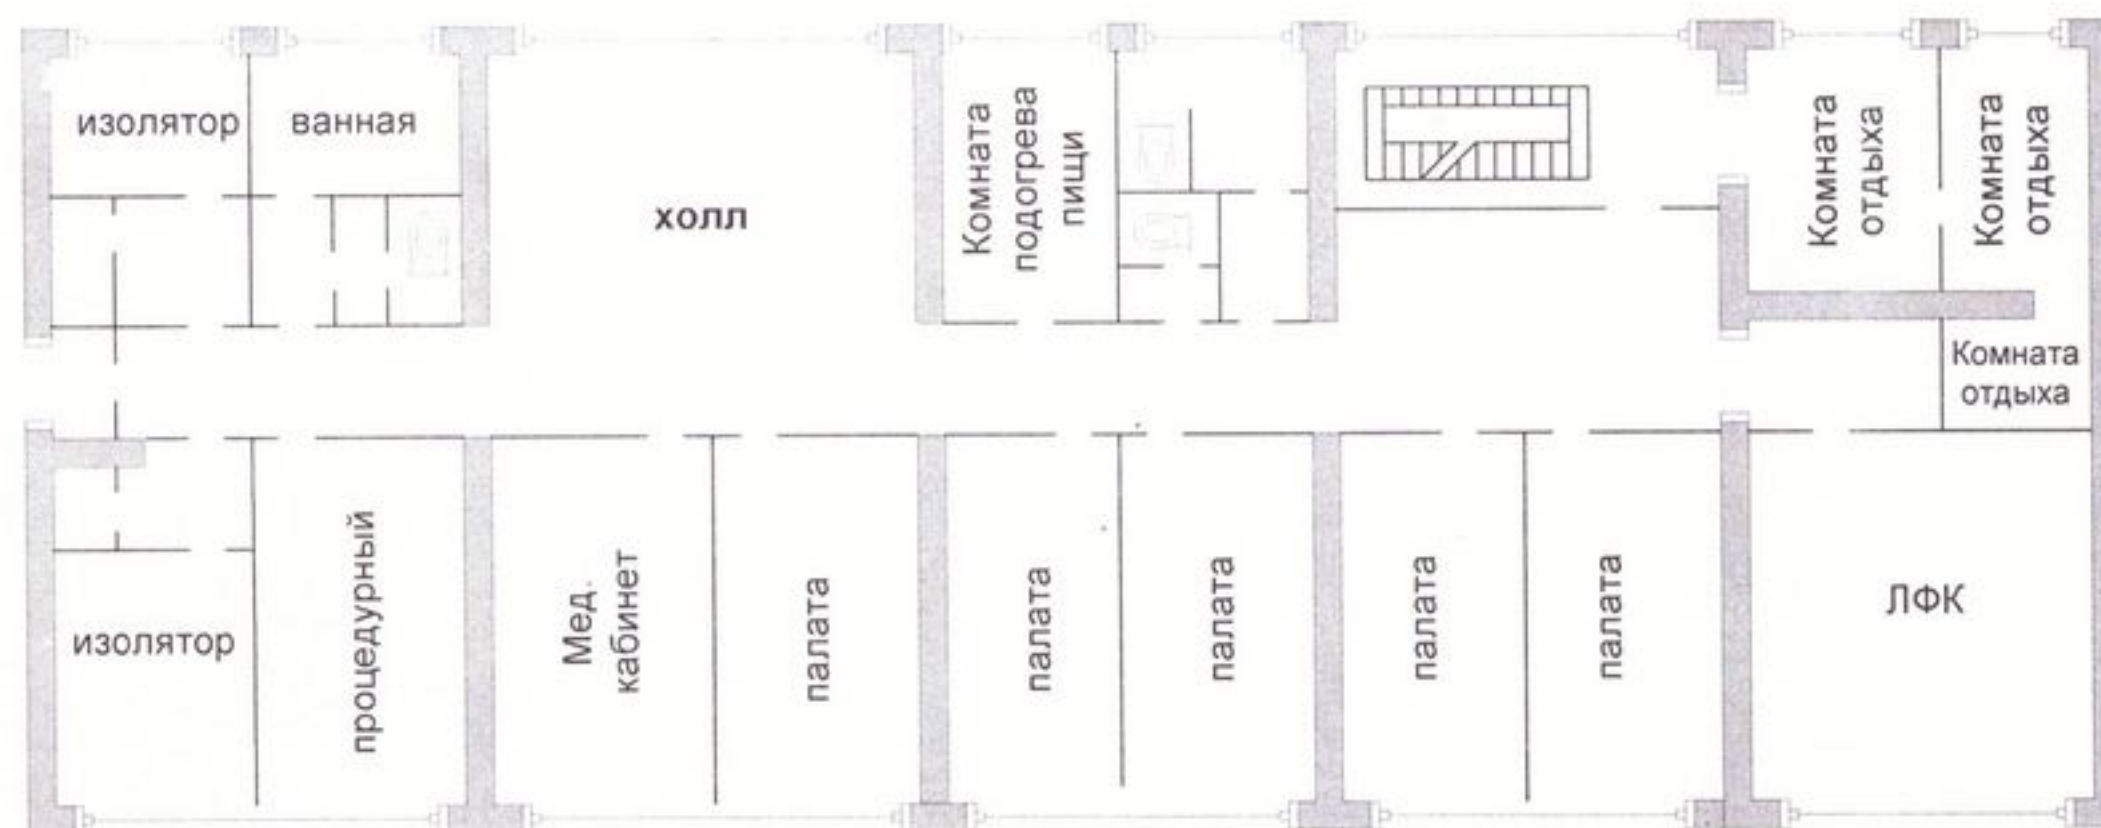 изолятор
ванная
холл
Комната
подогрева
пищи
Комната
отдыха
Комната
отдыха
Комната
отдыха
изолятор
процедурный
Мед.
кабинет
палата
палата
палата
палата
палата
ЛФК